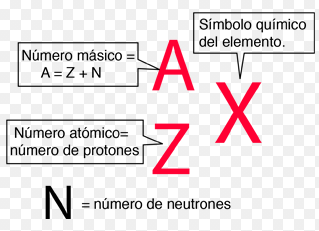 Símbolo químico
del elemento.
Número másico =
A = Z + N
A
X
Número atómico=
número de protones
Z
N = número de neutrones